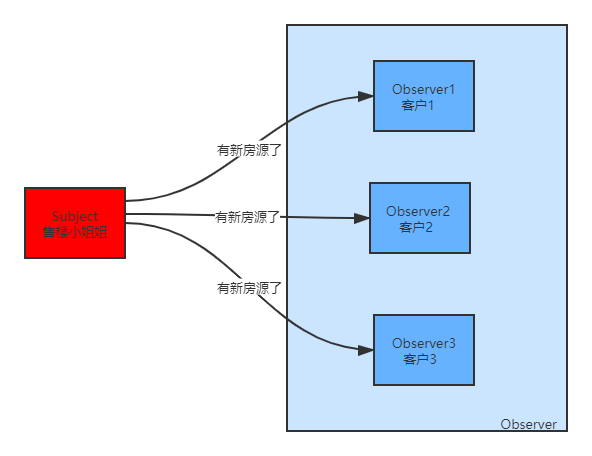 Observer1
客户1
有新房源了
Subject
售楼小姐姐
有新房源了
Observer2
客户2
有新房源了
Observer3
客户3
Observer